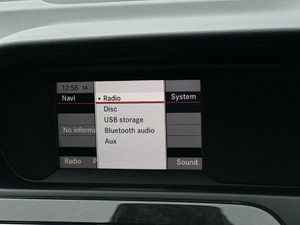 12:58
Navi
• Radio
System
Disc
USB storage
No informa
Bluetooth audio
Aux
Radio
P
Sound